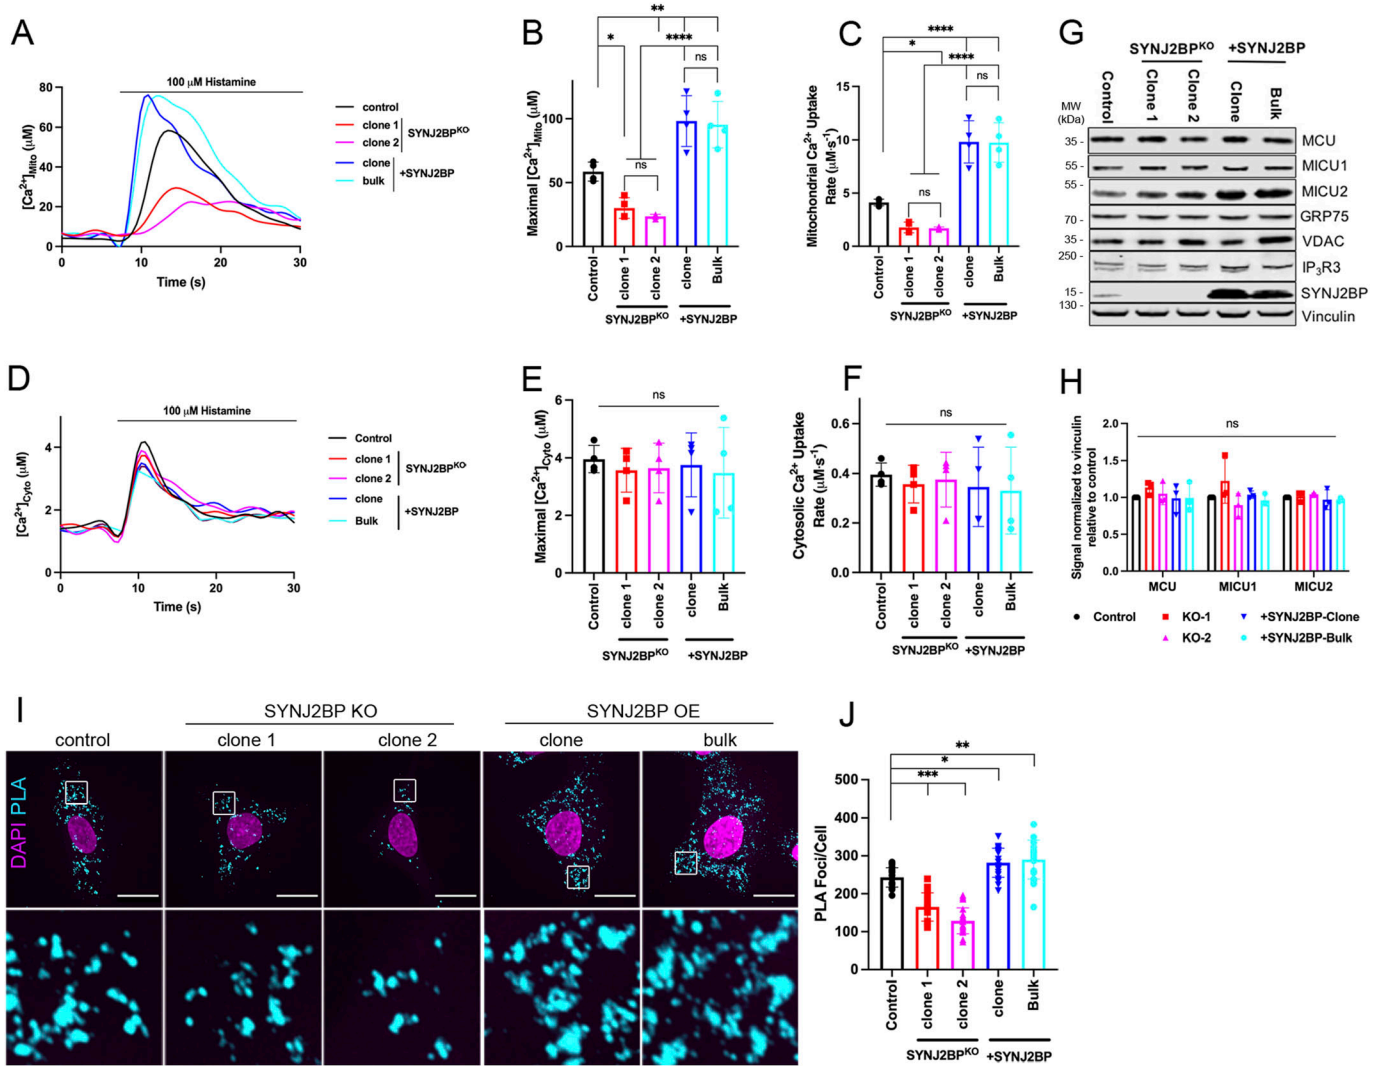 A
100 μM Histamine
[Ca²⁺]Mito (μM)
80
60
40
20
0
0 10 20 30
Time (s)
control
clone 1
clone 2
SYNJ2BPKO
clone
bulk
+SYNJ2BP
B
**
* ****
ns
ns
Maximal [Ca²⁺]Mito (μM)
100
50
0
Control
clone 1
clone 2
clone
Bulk
SYNJ2BPKO +SYNJ2BP
C
****
*
****
ns
ns
Mitochondrial Ca²⁺ Uptake
Rate (μM·s⁻¹)
15
10
5
0
Control
clone 1
clone 2
clone
Bulk
SYNJ2BPKO +SYNJ2BP
G
SYNJ2BPKO +SYNJ2BP
MW
(kDa)
Control
Clone 1
Clone 2
Clone
Bulk
35 - MCU
55 - MICU1
55 - MICU2
70 - GRP75
35 - VDAC
250 - IP₃R3
15 - SYNJ2BP
130 - Vinculin
D
100 μM Histamine
[Ca²⁺]Cyto (μM)
4
2
0
0 10 20 30
Time (s)
Control
clone 1
clone 2
SYNJ2BPKO
clone
Bulk
+SYNJ2BP
E
ns
Maximal [Ca²⁺]Cyto (μM)
6
4
2
0
Control
clone 1
clone 2
clone
Bulk
SYNJ2BPKO +SYNJ2BP
F
ns
Cytosolic Ca²⁺ Uptake
Rate (μM·s⁻¹)
0.6
0.4
0.2
0.0
Control
clone 1
clone 2
clone
Bulk
SYNJ2BPKO +SYNJ2BP
H
ns
Signal normalized to vinculin
relative to control
2.0
1.5
1.0
0.5
0.0
MCU MICU1 MICU2
Control KO-1 +SYNJ2BP-Clone
KO-2 +SYNJ2BP-Bulk
I
SYNJ2BP KO SYNJ2BP OE
control clone 1 clone 2 clone bulk
DAPI PLA
J
**
*
***
PLA Foci/Cell
500
400
300
200
100
0
Control
clone 1
clone 2
clone
Bulk
SYNJ2BPKO +SYNJ2BP